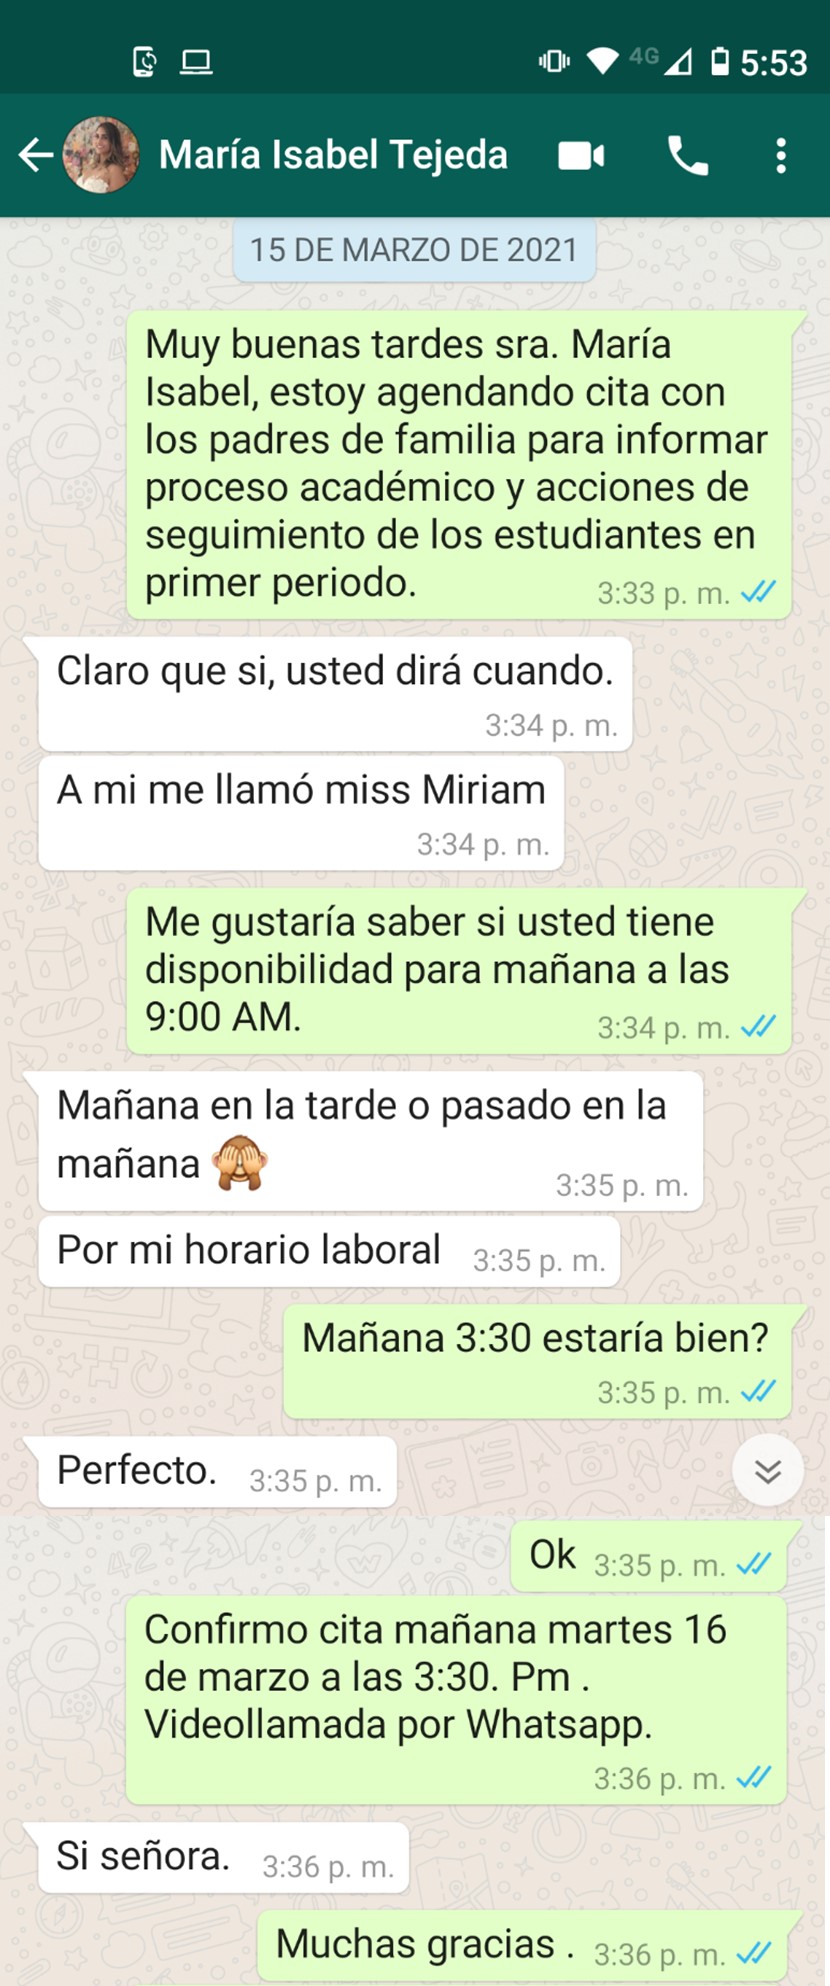 4G 5:53
María Isabel Tejeda
15 DE MARZO DE 2021
Muy buenas tardes sra. María
Isabel, estoy agendando cita con
los padres de familia para informar
proceso académico y acciones de
seguimiento de los estudiantes en
primer periodo.
3:33 p. m.
Claro que si, usted dirá cuando.
3:34 p. m.
A mi me llamó miss Miriam
3:34 p. m.
Me gustaría saber si usted tiene
disponibilidad para mañana a las
9:00 AM.
3:34 p. m.
Mañana en la tarde o pasado en la
mañana 🙈
3:35 p. m.
Por mi horario laboral 3:35 p. m.
Mañana 3:30 estaría bien?
3:35 p. m.
Perfecto. 3:35 p. m.
Ok 3:35 p. m.
Confirmo cita mañana martes 16
de marzo a las 3:30. Pm .
Videollamada por Whatsapp.
3:36 p. m.
Si señora. 3:36 p. m.
Muchas gracias . 3:36 p. m.